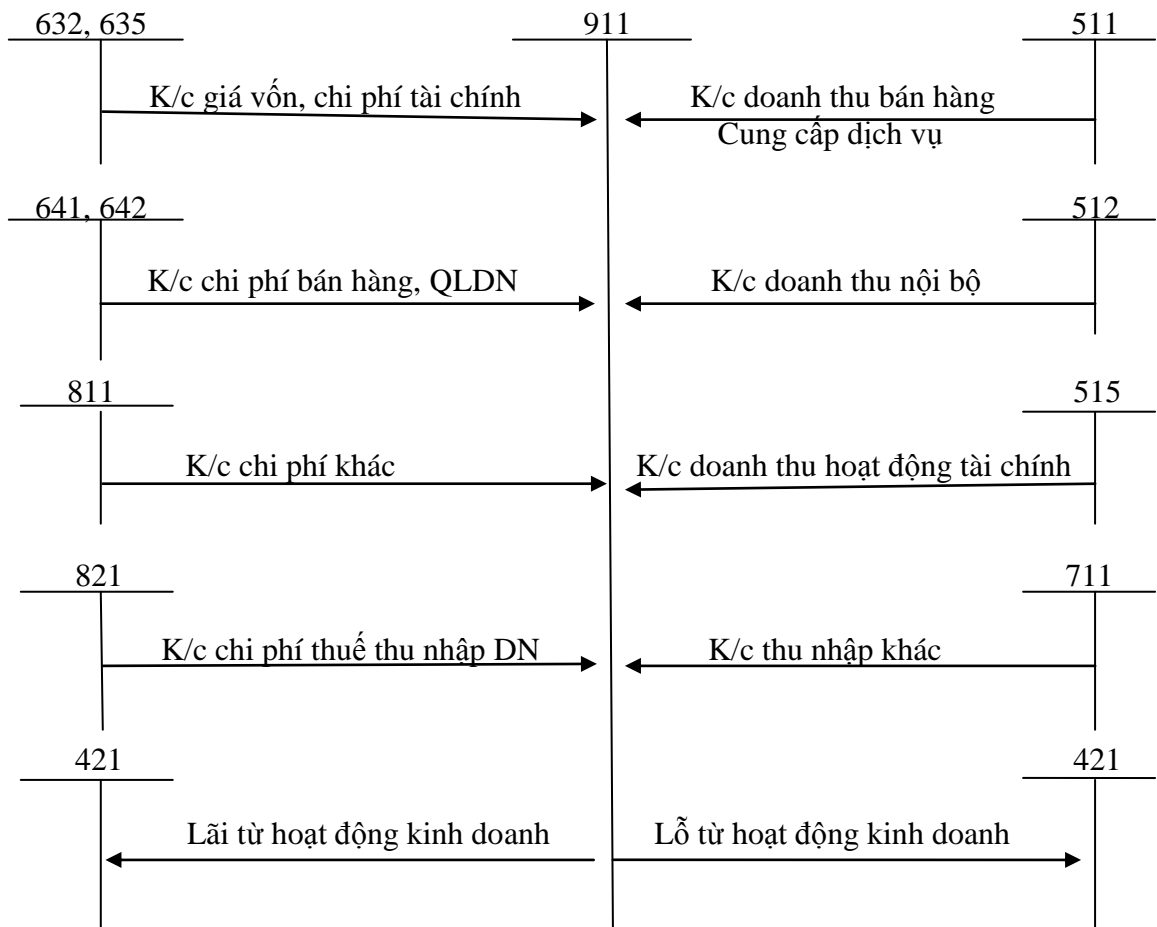 632, 635
911
511
K/c giá vốn, chi phí tài chính
K/c doanh thu bán hàng
Cung cấp dịch vụ
641, 642
512
K/c chi phí bán hàng, QLDN
K/c doanh thu nội bộ
811
515
K/c chi phí khác
K/c doanh thu hoạt động tài chính
821
711
K/c chi phí thuế thu nhập DN
K/c thu nhập khác
421
421
Lãi từ hoạt động kinh doanh
Lỗ từ hoạt động kinh doanh